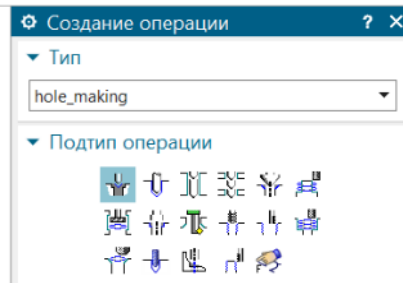 Создание операции ? ×
Тип
hole_making
Подтип операции